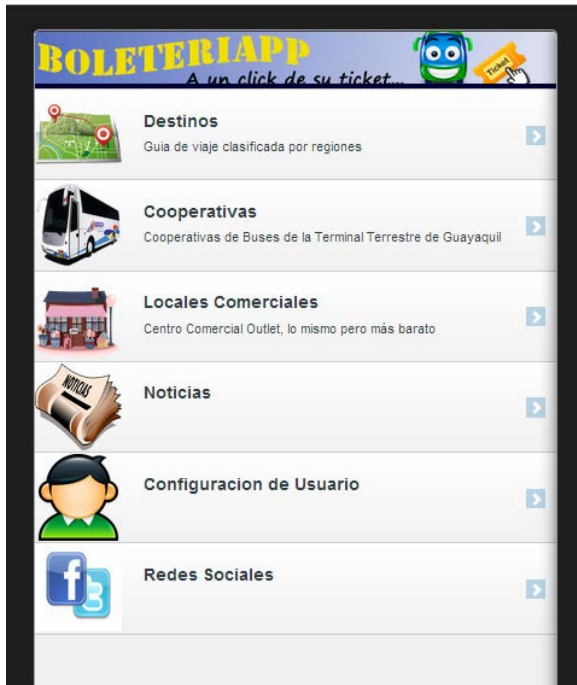 BOLETERIAPP
A un click de su ticket...
Ticket
Destinos
Guia de viaje clasificada por regiones
Cooperativas
Cooperativas de Buses de la Terminal Terrestre de Guayaquil
Locales Comerciales
Centro Comercial Outlet, lo mismo pero más barato
NOTICIAS
Noticias
Configuracion de Usuario
Redes Sociales